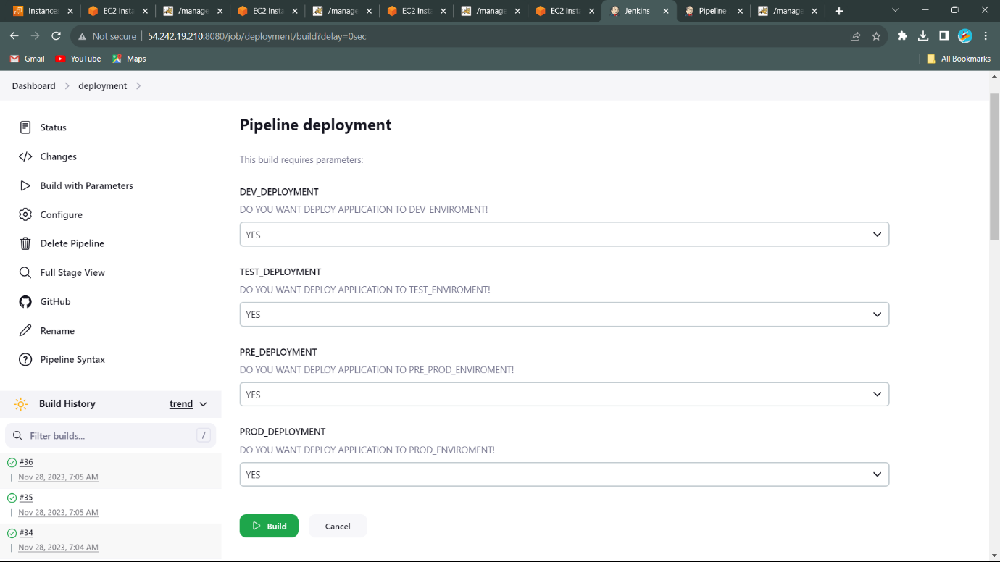 Instances
EC2 Insta
/manage
EC2 Insta
/manage
EC2 Insta
/manage
EC2 Insta
Jenkins
Pipeline
/manage
Not secure
54.242.19.210:8080/job/deployment/build?delay=0sec
Gmail
YouTube
Maps
All Bookmarks
Dashboard
deployment
Status
Changes
Build with Parameters
Configure
Delete Pipeline
Full Stage View
GitHub
Rename
Pipeline Syntax
Build History
trend
Filter builds...
/
#36
Nov 28, 2023, 7:05 AM
#35
Nov 28, 2023, 7:05 AM
#34
Nov 28, 2023, 7:04 AM
Pipeline deployment
This build requires parameters:
DEV_DEPLOYMENT
DO YOU WANT DEPLOY APPLICATION TO DEV_ENVIROMENT!
YES
TEST_DEPLOYMENT
DO YOU WANT DEPLOY APPLICATION TO TEST_ENVIROMENT!
YES
PRE_DEPLOYMENT
DO YOU WANT DEPLOY APPLICATION TO PRE_PROD_ENVIROMENT!
YES
PROD_DEPLOYMENT
DO YOU WANT DEPLOY APPLICATION TO PROD_ENVIROMENT!
YES
Build
Cancel